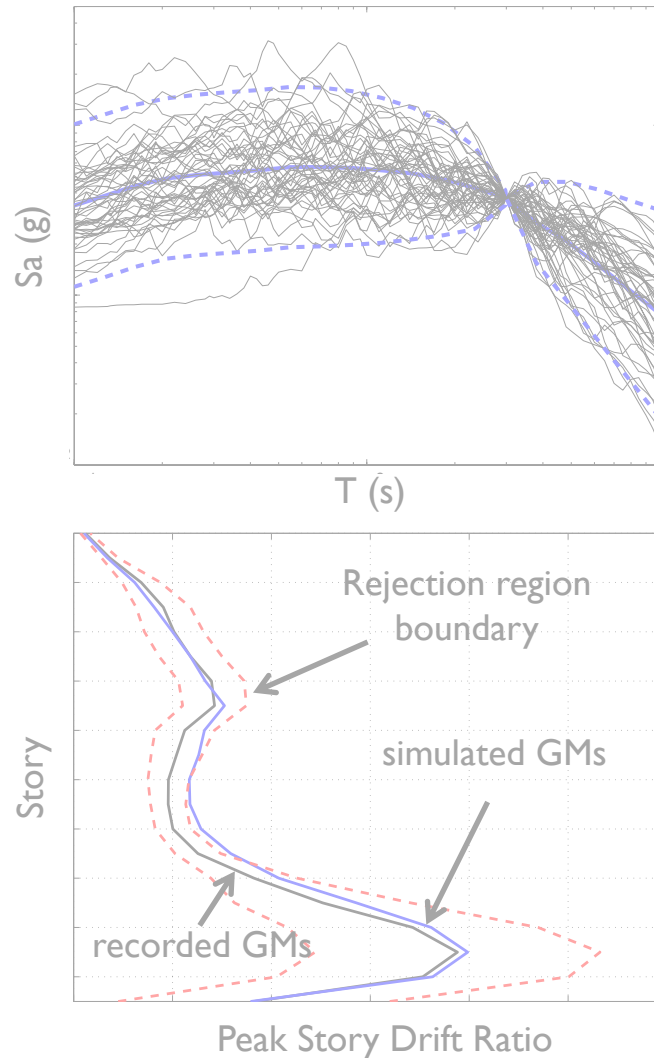 Sa (g)
T (s)
Rejection region
boundary
simulated GMs
Story
recorded GMs
Peak Story Drift Ratio